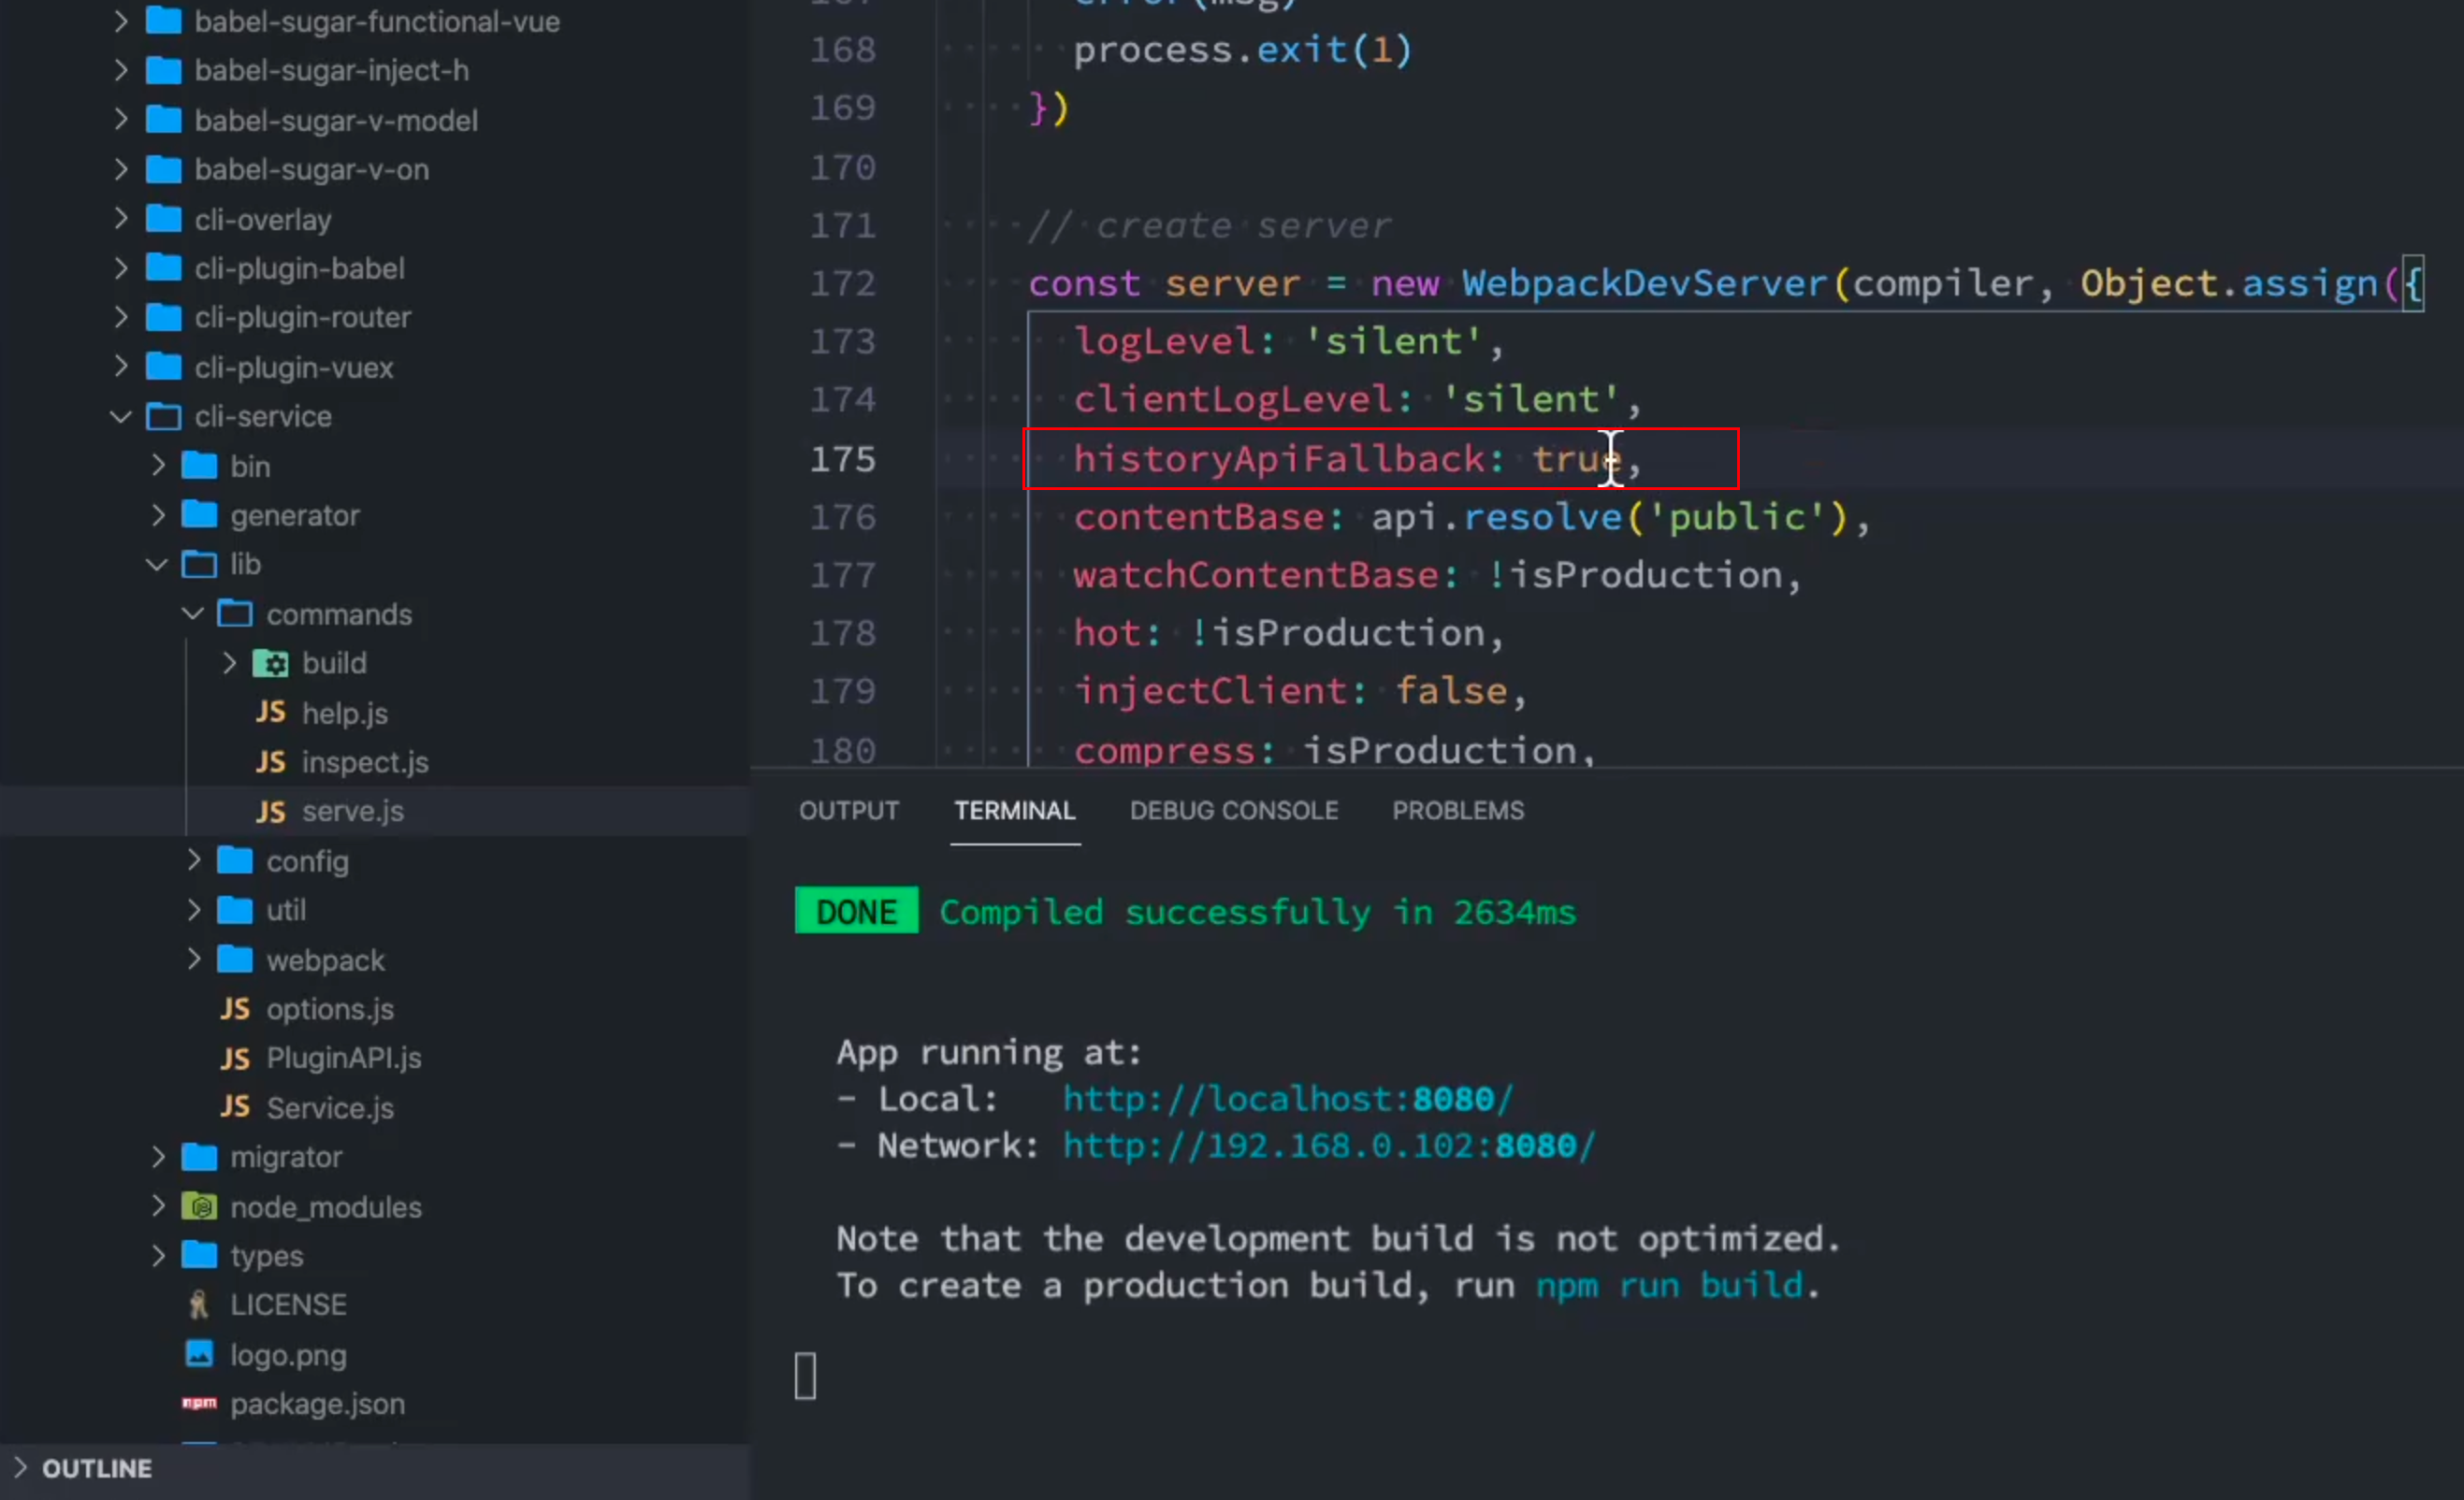 babel-sugar-functional-vue
babel-sugar-inject-h
babel-sugar-v-model
babel-sugar-v-on
cli-overlay
cli-plugin-babel
cli-plugin-router
cli-plugin-vuex
cli-service
bin
generator
lib
commands
build
JS help.js
JS inspect.js
JS serve.js
config
util
webpack
JS options.js
JS PluginAPI.js
JS Service.js
migrator
node_modules
types
LICENSE
logo.png
npm package.json
OUTLINE
168 process.exit(1)
169 })
170
171 // create server
172 const server = new WebpackDevServer(compiler, Object.assign({
173 logLevel: 'silent',
174 clientLogLevel: 'silent',
175 historyApiFallback: true,
176 contentBase: api.resolve('public'),
177 watchContentBase: !isProduction,
178 hot: !isProduction,
179 injectClient: false,
180 compress: isProduction,
OUTPUT TERMINAL DEBUG CONSOLE PROBLEMS
DONE Compiled successfully in 2634ms
App running at:
- Local: http://localhost:8080/
- Network: http://192.168.0.102:8080/
Note that the development build is not optimized.
To create a production build, run npm run build.